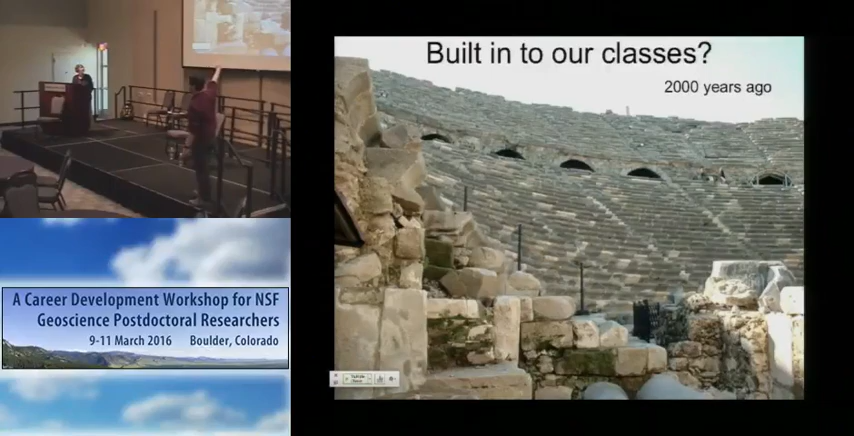 Built in to our classes?
2000 years ago
A Career Development Workshop for NSF
Geoscience Postdoctoral Researchers
9-11 March 2016 Boulder, Colorado